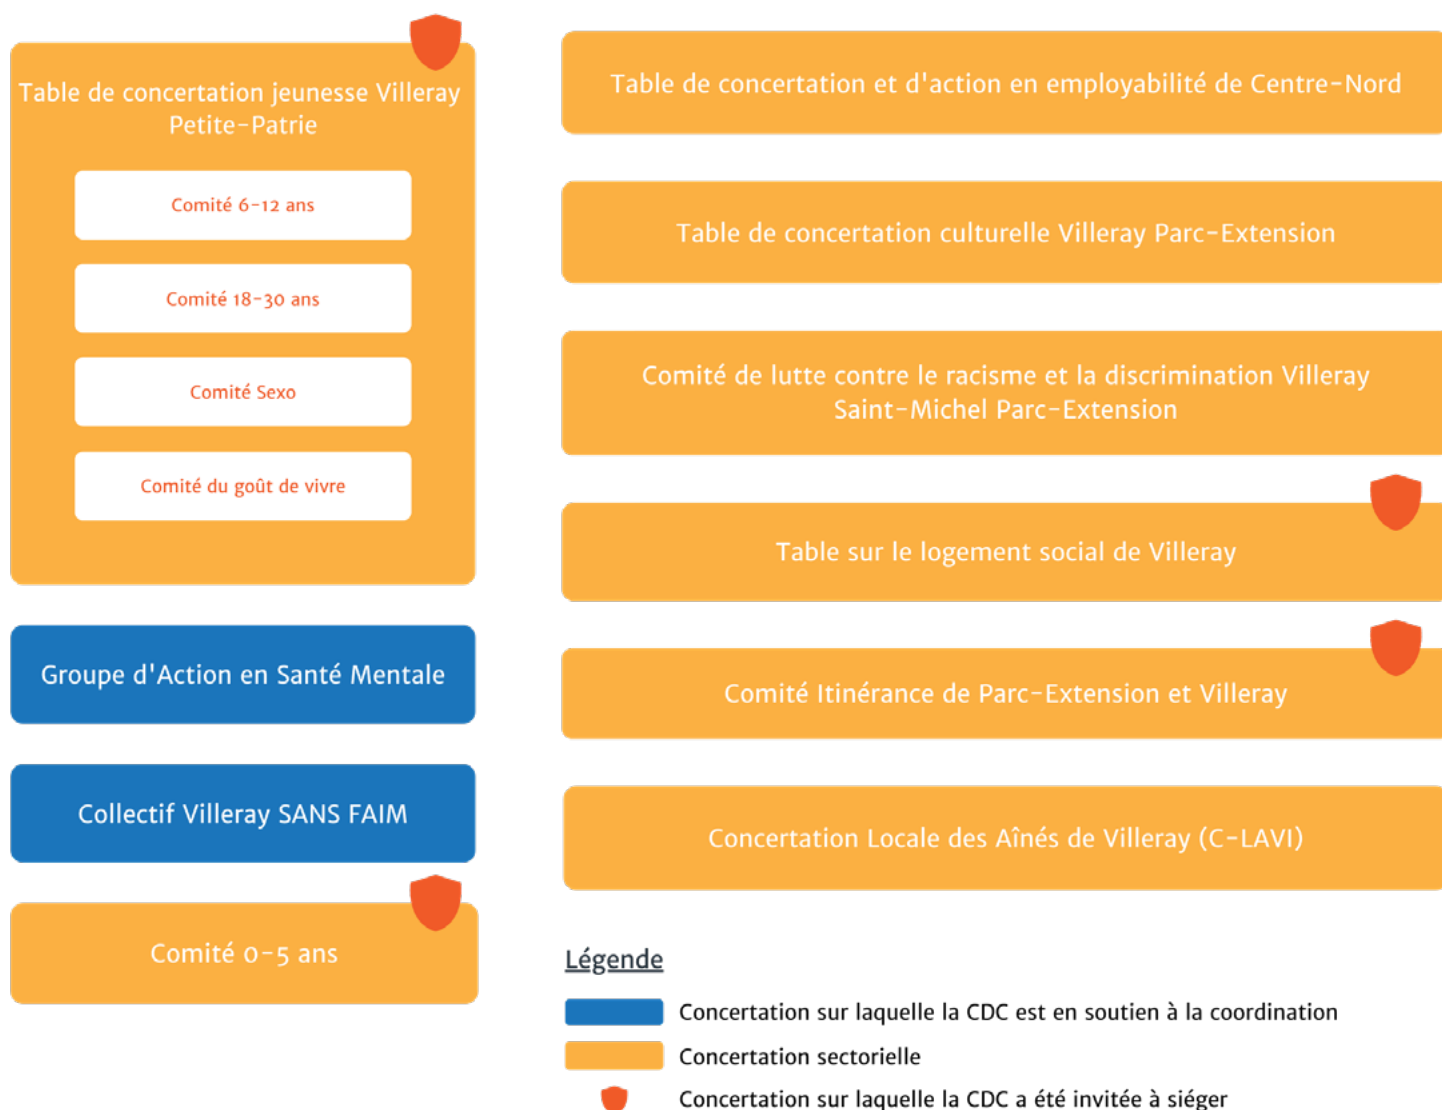 Table de concertation jeunesse Villeray
Petite-Patrie
Comité 6-12 ans
Comité 18-30 ans
Comité Sexo
Comité du goût de vivre
Groupe d'Action en Santé Mentale
Collectif Villeray SANS FAIM
Comité 0-5 ans
Table de concertation et d'action en employabilité de Centre-Nord
Table de concertation culturelle Villeray Parc-Extension
Comité de lutte contre le racisme et la discrimination Villeray
Saint-Michel Parc-Extension
Table sur le logement social de Villeray
Comité Itinérance de Parc-Extension et Villeray
Concertation Locale des Aînés de Villeray (C-LAVI)
Légende
Concertation sur laquelle la CDC est en soutien à la coordination
Concertation sectorielle
Concertation sur laquelle la CDC a été invitée à siéger